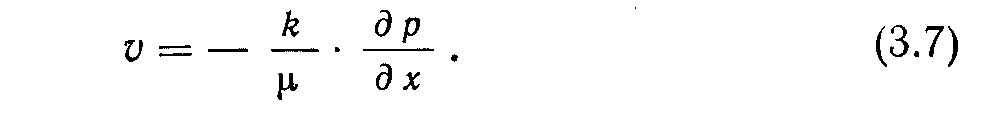 v = − k/μ · ∂p/∂x . (3.7)